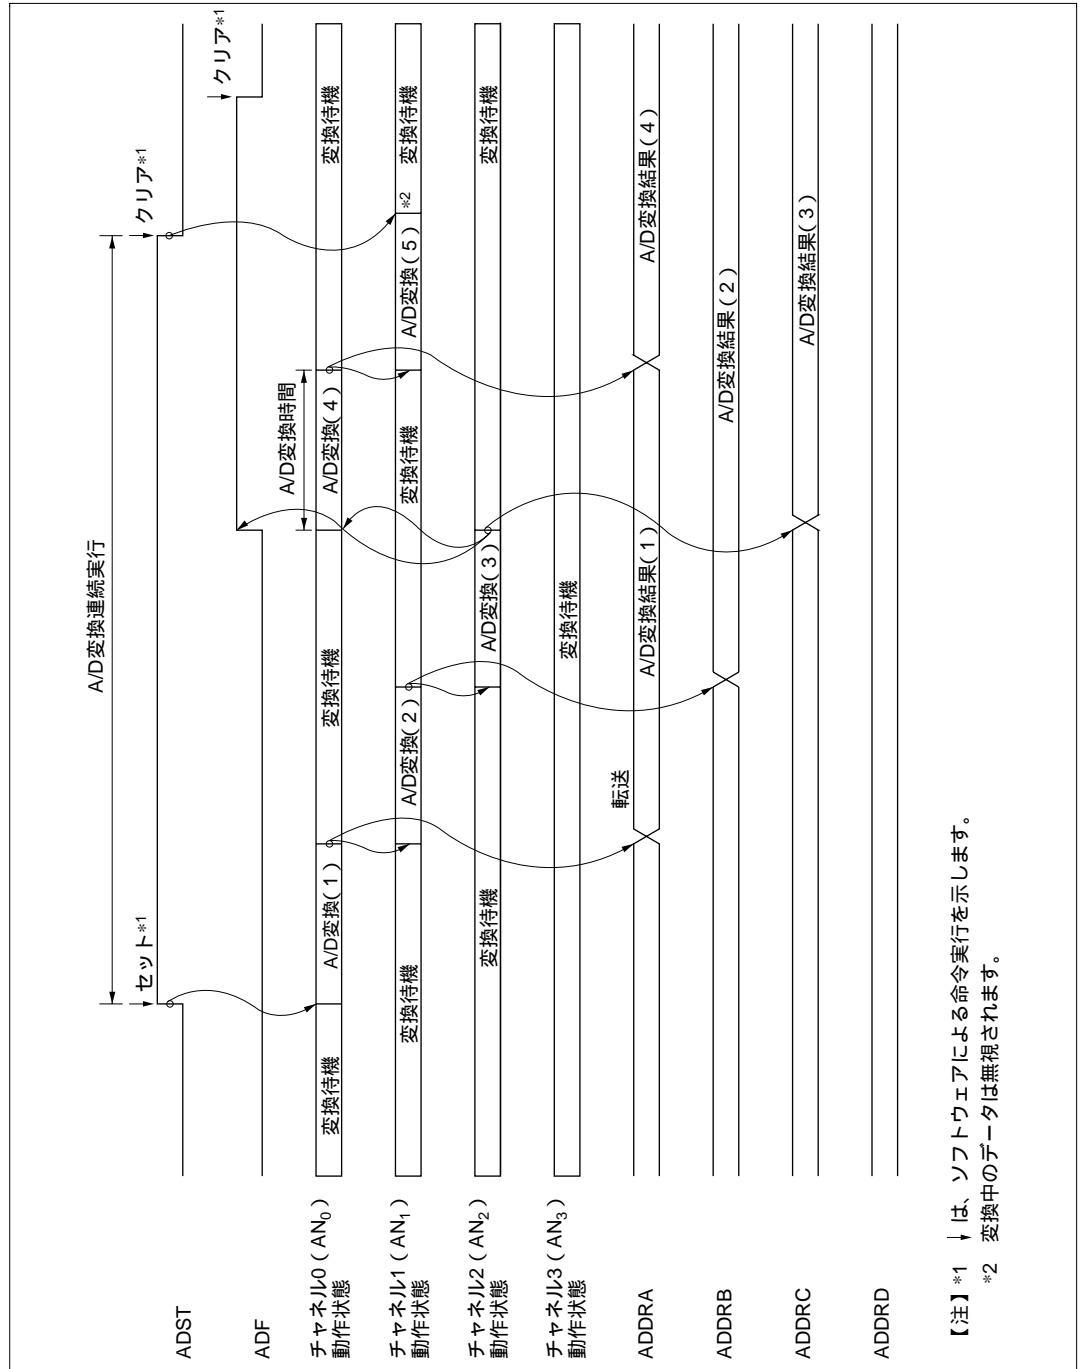 A/D変換連続実行
セット*1
クリア*1
ADST
クリア*1
ADF
A/D変換時間
チャネル0(AN0)
動作状態
変換待機
A/D変換(1)
変換待機
A/D変換(4)
変換待機
チャネル1(AN1)
動作状態
変換待機
A/D変換(2)
変換待機
A/D変換(5)
*2
変換待機
チャネル2(AN2)
動作状態
変換待機
A/D変換(3)
変換待機
チャネル3(AN3)
動作状態
変換待機
転送
ADDRA
A/D変換結果(1)
A/D変換結果(4)
ADDRB
A/D変換結果(2)
ADDRC
A/D変換結果(3)
ADDRD
【注】*1 ↓は、ソフトウェアによる命令実行を示します。
*2 変換中のデータは無視されます。